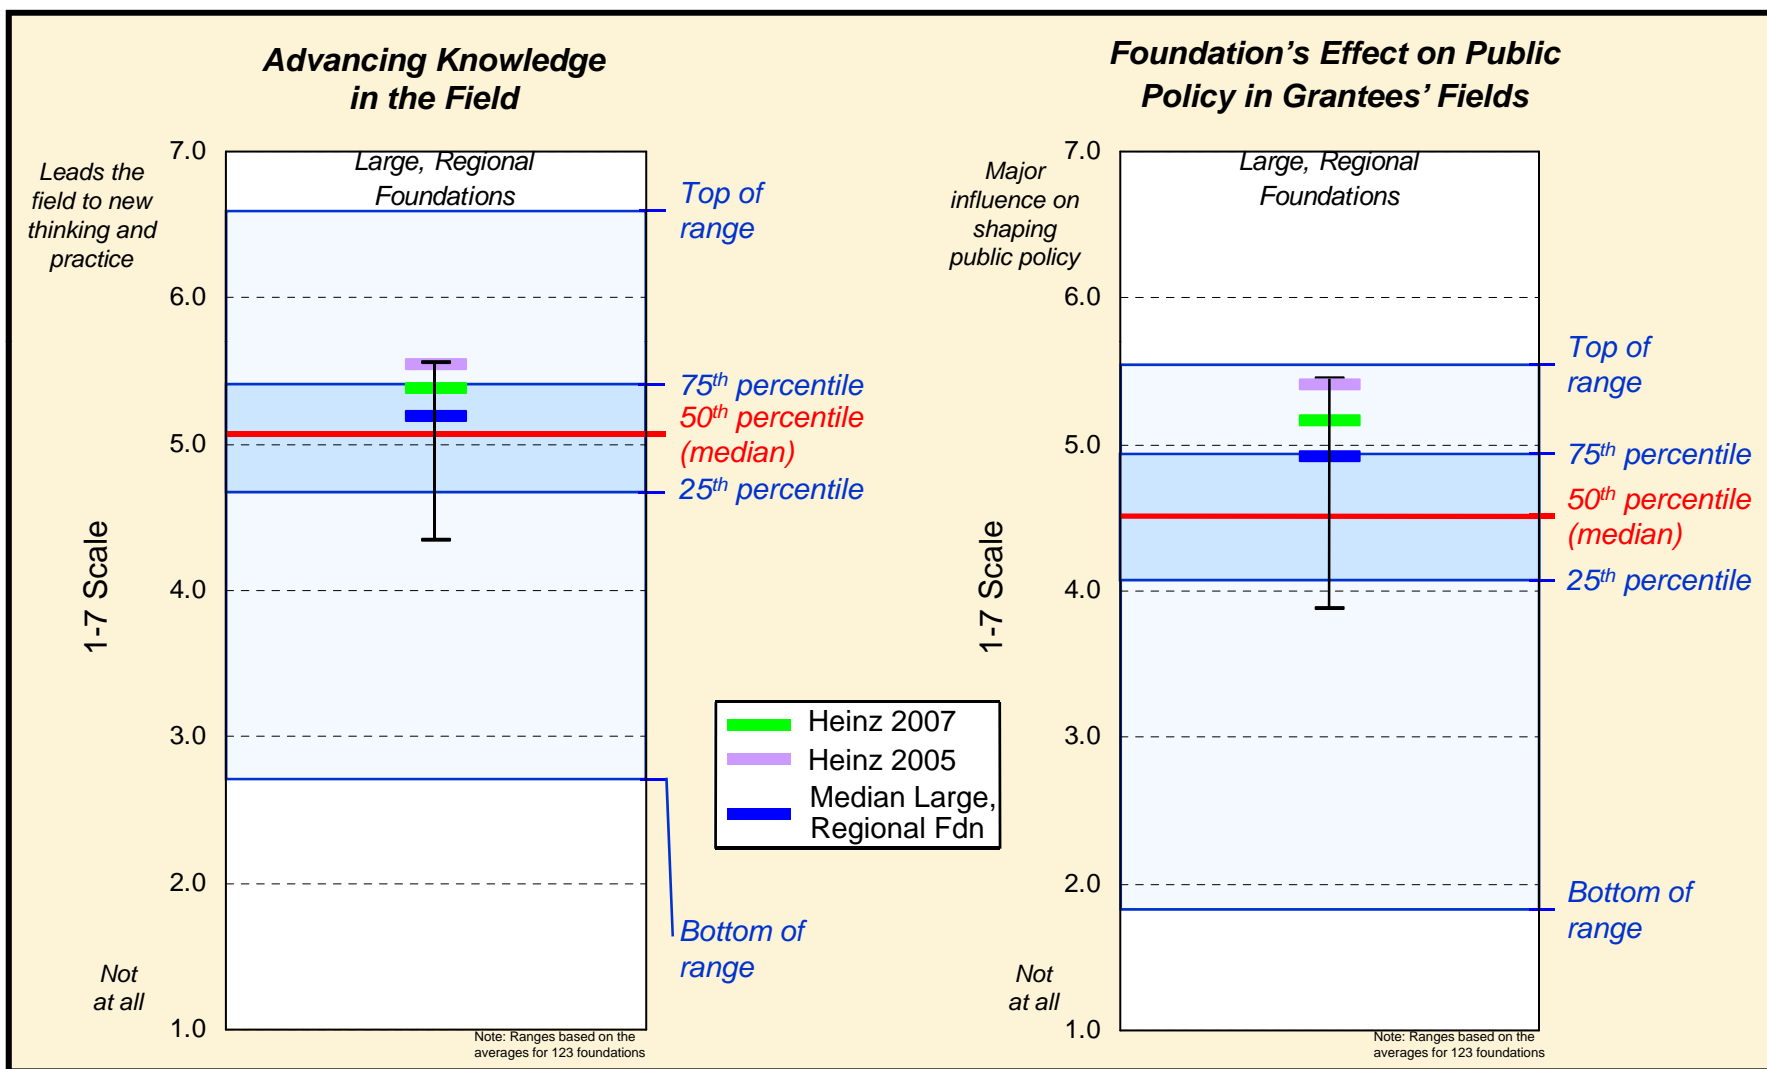 Advancing Knowledge
in the Field
Leads the
field to new
thinking and
practice
7.0
6.0
5.0
4.0
3.0
2.0
1.0
1-7 Scale
Not
at all
Large, Regional
Foundations
Top of
range
75th percentile
50th percentile
(median)
25th percentile
Bottom of
range
Note: Ranges based on the
averages for 123 foundations
Heinz 2007
Heinz 2005
Median Large,
Regional Fdn
Foundation’s Effect on Public
Policy in Grantees’ Fields
Major
influence on
shaping
public policy
7.0
6.0
5.0
4.0
3.0
2.0
1.0
1-7 Scale
Not
at all
Large, Regional
Foundations
Top of
range
75th percentile
50th percentile
(median)
25th percentile
Bottom of
range
Note: Ranges based on the
averages for 123 foundations